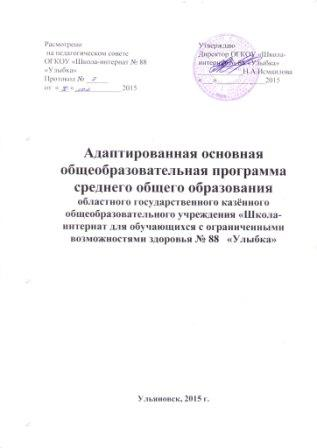 Рассмотрено
на педагогическом совете
ОГКОУ «Школа-интернат № 88
«Улыбка»
Протокол №
от « » 2015
Утверждаю
Директор ОГКОУ «Школа-
интернат № 88 «Улыбка»
Н.А.Исмаилова
« » 2015
Адаптированная основная
общеобразовательная программа
среднего общего образования
областного государственного казённого
общеобразовательного учреждения «Школа-
интернат для обучающихся с ограниченными
возможностями здоровья № 88 «Улыбка»
Ульяновск, 2015 г.